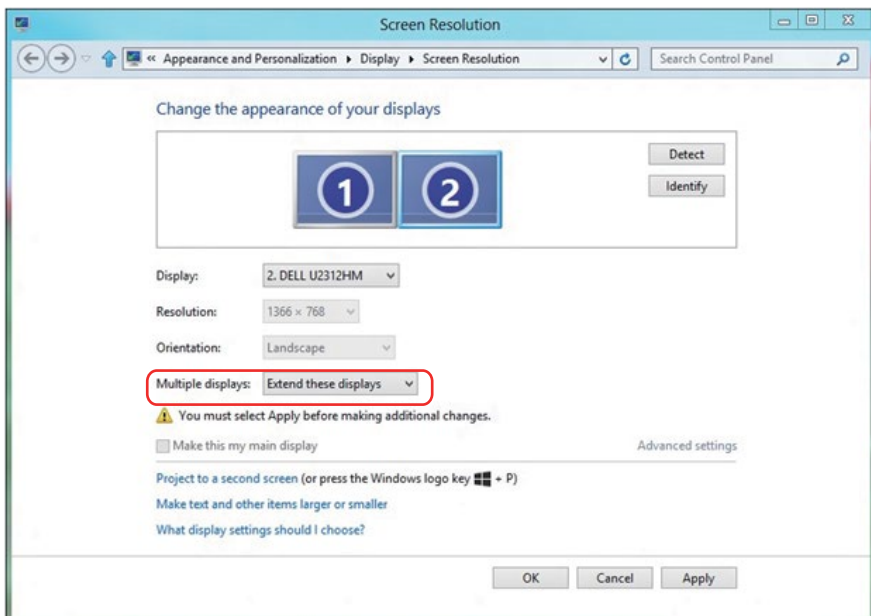 Screen Resolution
« Appearance and Personalization ▸ Display ▸ Screen Resolution
Search Control Panel
Change the appearance of your displays
1 2
Detect
Identify
Display: 2. DELL U2312HM
Resolution: 1366 × 768
Orientation: Landscape
Multiple displays: Extend these displays
You must select Apply before making additional changes.
Make this my main display
Advanced settings
Project to a second screen (or press the Windows logo key + P)
Make text and other items larger or smaller
What display settings should I choose?
OK Cancel Apply